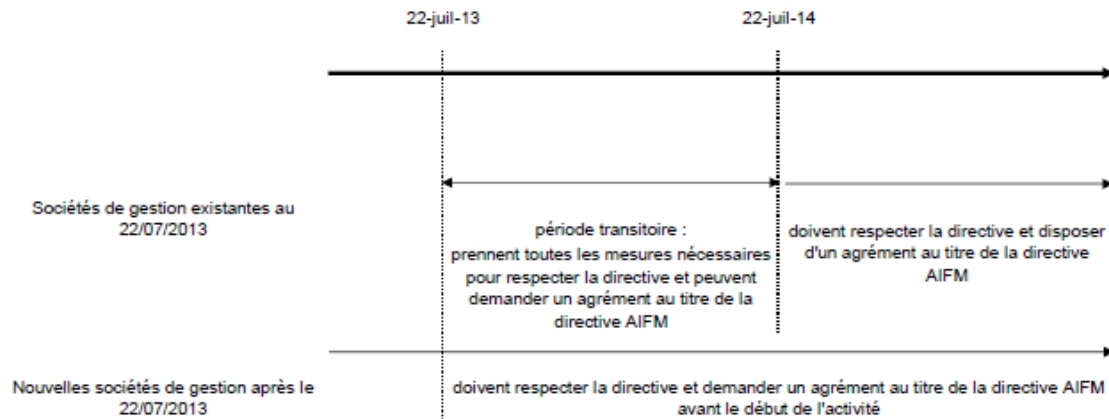 22-juil-13
22-juil-14
Sociétés de gestion existantes au
22/07/2013
période transitoire :
prennent toutes les mesures nécessaires
pour respecter la directive et peuvent
demander un agrément au titre de la
directive AIFM
doivent respecter la directive et disposer
d'un agrément au titre de la directive
AIFM
Nouvelles sociétés de gestion après le
22/07/2013
doivent respecter la directive et demander un agrément au titre de la directive AIFM
avant le début de l'activité